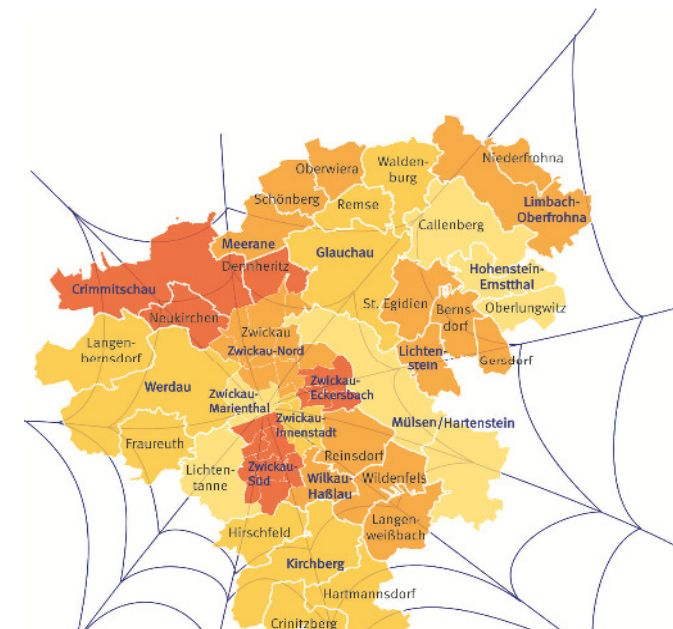 Niederfrohna
Walden-
burg
Oberwiera
Schönberg
Remse
Limbach-
Oberfrohna
Callenberg
Meerane
Glauchau
Dennheritz
Hohenstein-
Ernstthal
Crimmitschau
St. Egidien
Berns-
dorf
Oberlungwitz
Neukirchen
Zwickau
Zwickau-Nord
Langen-
bernsdorf
Lichten-
stein
Gersdorf
Werdau
Zwickau-
Eckersbach
Zwickau-
Marienthal
Zwickau-
Innenstadt
Mülsen/Hartenstein
Fraureuth
Reinsdorf
Lichten-
tanne
Zwickau-
Süd
Wilkau-
Haßlau
Wildenfels
Langen-
weißbach
Hirschfeld
Kirchberg
Hartmannsdorf
Crinitzberg